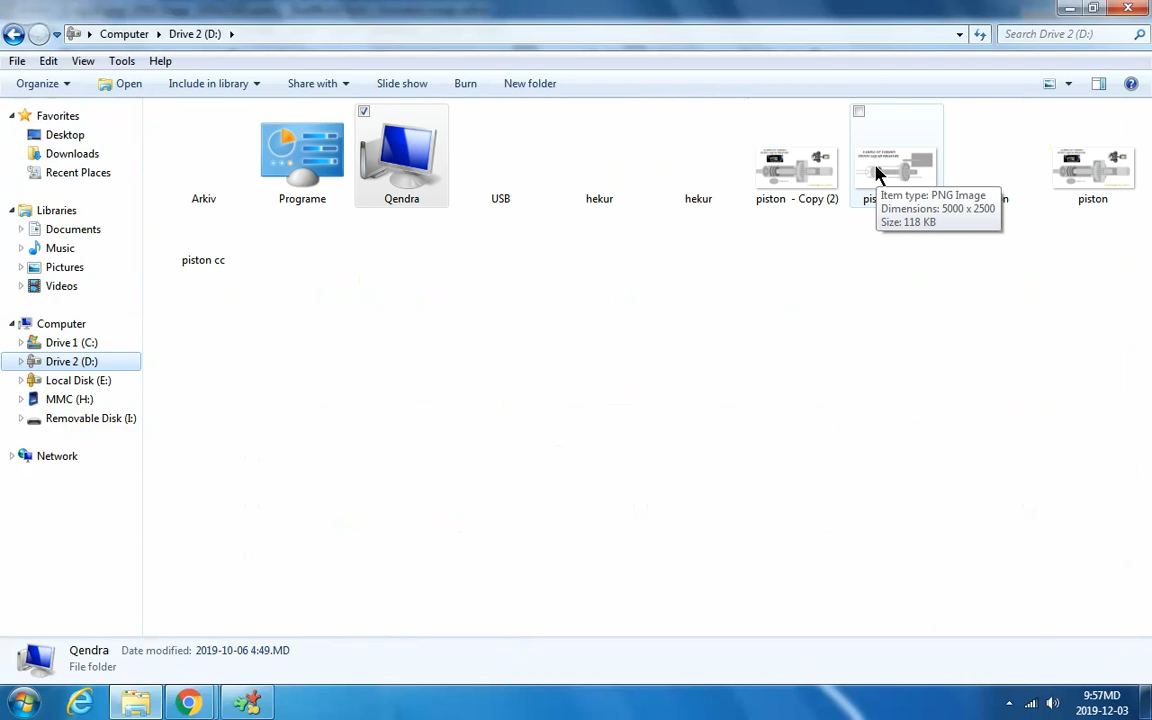 Computer
Drive 2 (D:)
Search Drive 2 (D:)
File
Edit
View
Tools
Help
Organize
Open
Include in library
Share with
Slide show
Burn
New folder
Favorites
Desktop
Downloads
Recent Places
Libraries
Documents
Music
Pictures
Videos
Computer
Drive 1 (C:)
Drive 2 (D:)
Local Disk (E:)
MMC (H:)
Removable Disk (I:)
Network
Arkiv
Programe
Qendra
USB
hekur
hekur
piston - Copy (2)
piston
piston cc
Item type: PNG Image
Dimensions: 5000 x 2500
Size: 118 KB
Qendra
Date modified: 2019-10-06 4:49.MD
File folder
9:57MD
2019-12-03